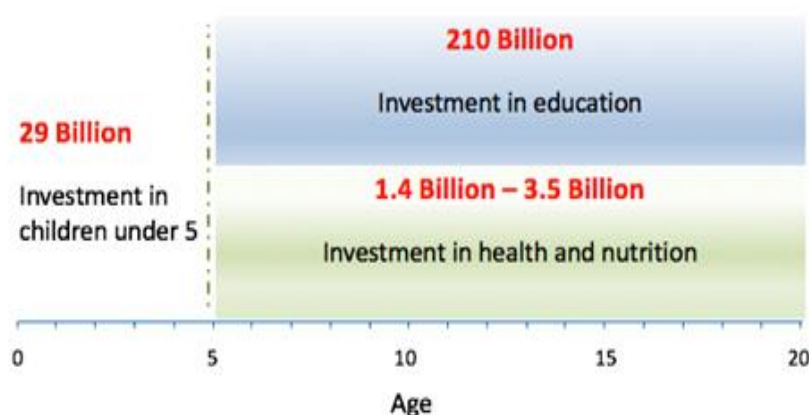 210 Billion
Investment in education
29 Billion
Investment in
children under 5
1.4 Billion – 3.5 Billion
Investment in health and nutrition
0 5 10 15 20
Age